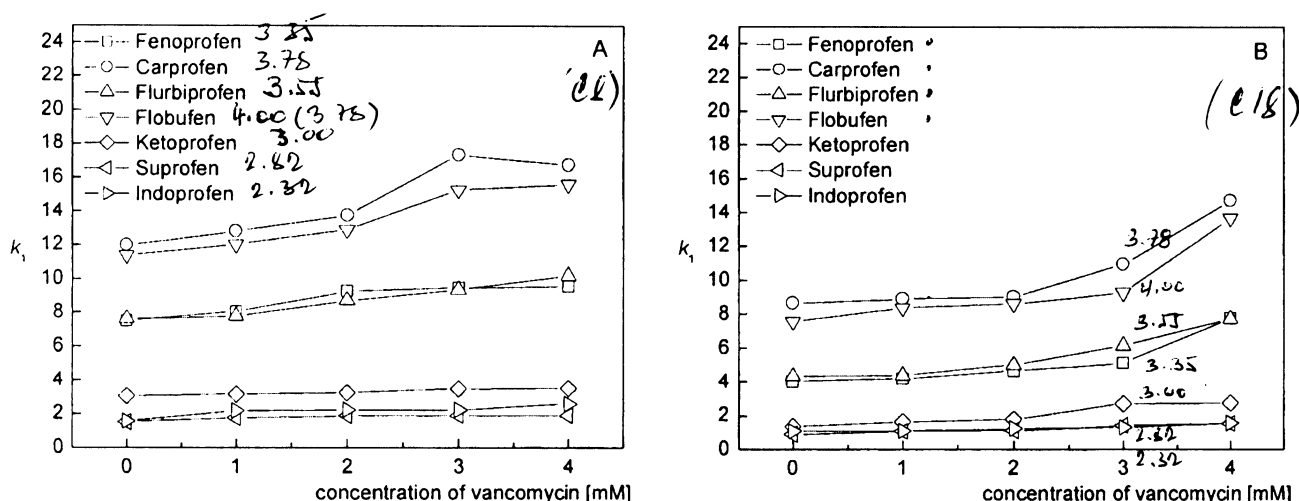 24
22
20
18
16
14
12
10
8
6
4
2
0
k₁
Fenoprofen 3.35
Carprofen 3.78
Flurbiprofen 3.55
Flobufen 4.00 (3.78)
Ketoprofen 3.00
Suprofen 2.82
Indoprofen 2.32
A
0 1 2 3 4
concentration of vancomycin [mM]
24
22
20
18
16
14
12
10
8
6
4
2
0
k₁
Fenoprofen
Carprofen
Flurbiprofen
Flobufen
Ketoprofen
Suprofen
Indoprofen
B
(C18)
3.78
4.00
3.55
3.35
3.00
2.82
2.32
0 1 2 3 4
concentration of vancomycin [mM]